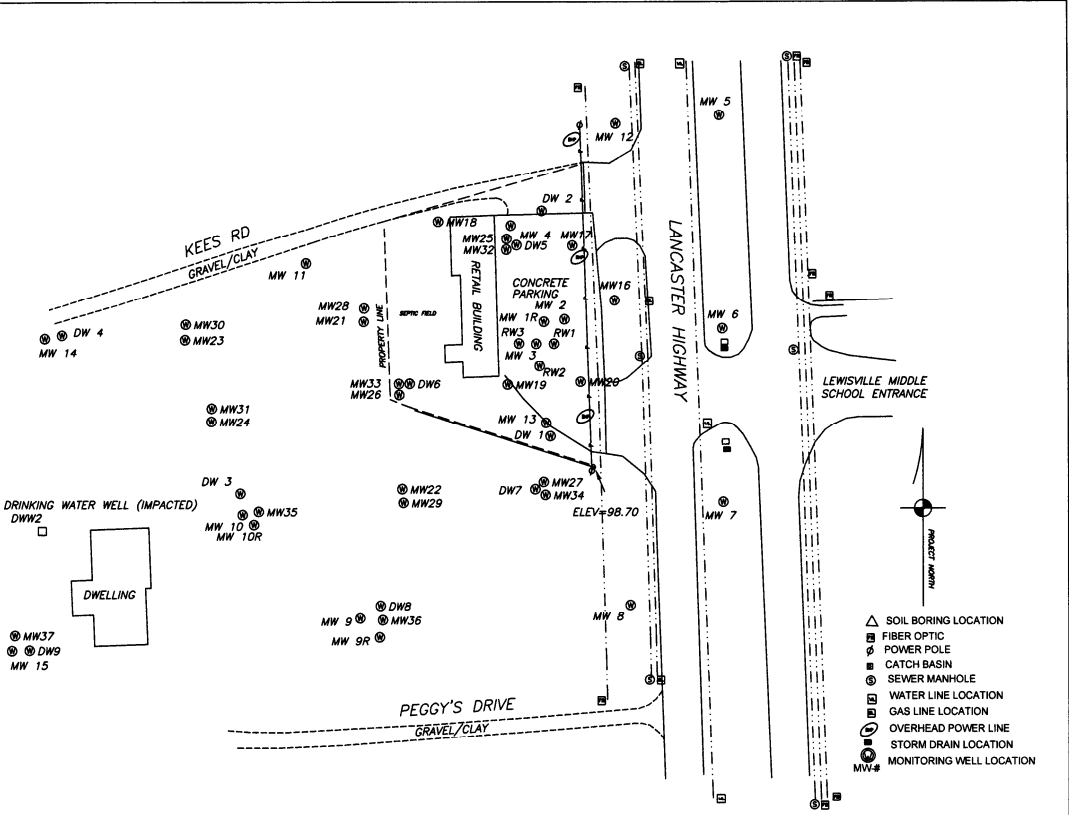 MW 5
MW 12
DW 2
KEES RD
GRAVEL/CLAY
MW18
MW25
MW 4
MW17
MW32
DW5
MW 11
RETAIL BUILDING
CONCRETE
PARKING
LANCASTER HIGHWAY
MW16
MW28
MW21
PROPERTY LINE
SEPTIC FIELD
MW 2
MW 1R
MW 6
MW30
MW23
DW 4
MW 14
RW3
RW1
MW 3
RW2
MW33
DW6
MW26
MW19
MW20
LEWISVILLE MIDDLE
SCHOOL ENTRANCE
MW31
MW24
MW 13
DW 1
DW 3
MW22
MW29
DW7
MW27
MW34
ELEV=98.70
MW 7
DRINKING WATER WELL (IMPACTED)
DWW2
MW35
MW 10
MW 10R
PROJECT NORTH
DWELLING
DW8
MW 9
MW36
MW 9R
MW 8
MW37
DW9
MW 15
PEGGY'S DRIVE
GRAVEL/CLAY
SOIL BORING LOCATION
FIBER OPTIC
POWER POLE
CATCH BASIN
SEWER MANHOLE
WATER LINE LOCATION
GAS LINE LOCATION
OVERHEAD POWER LINE
STORM DRAIN LOCATION
MONITORING WELL LOCATION
MW-#